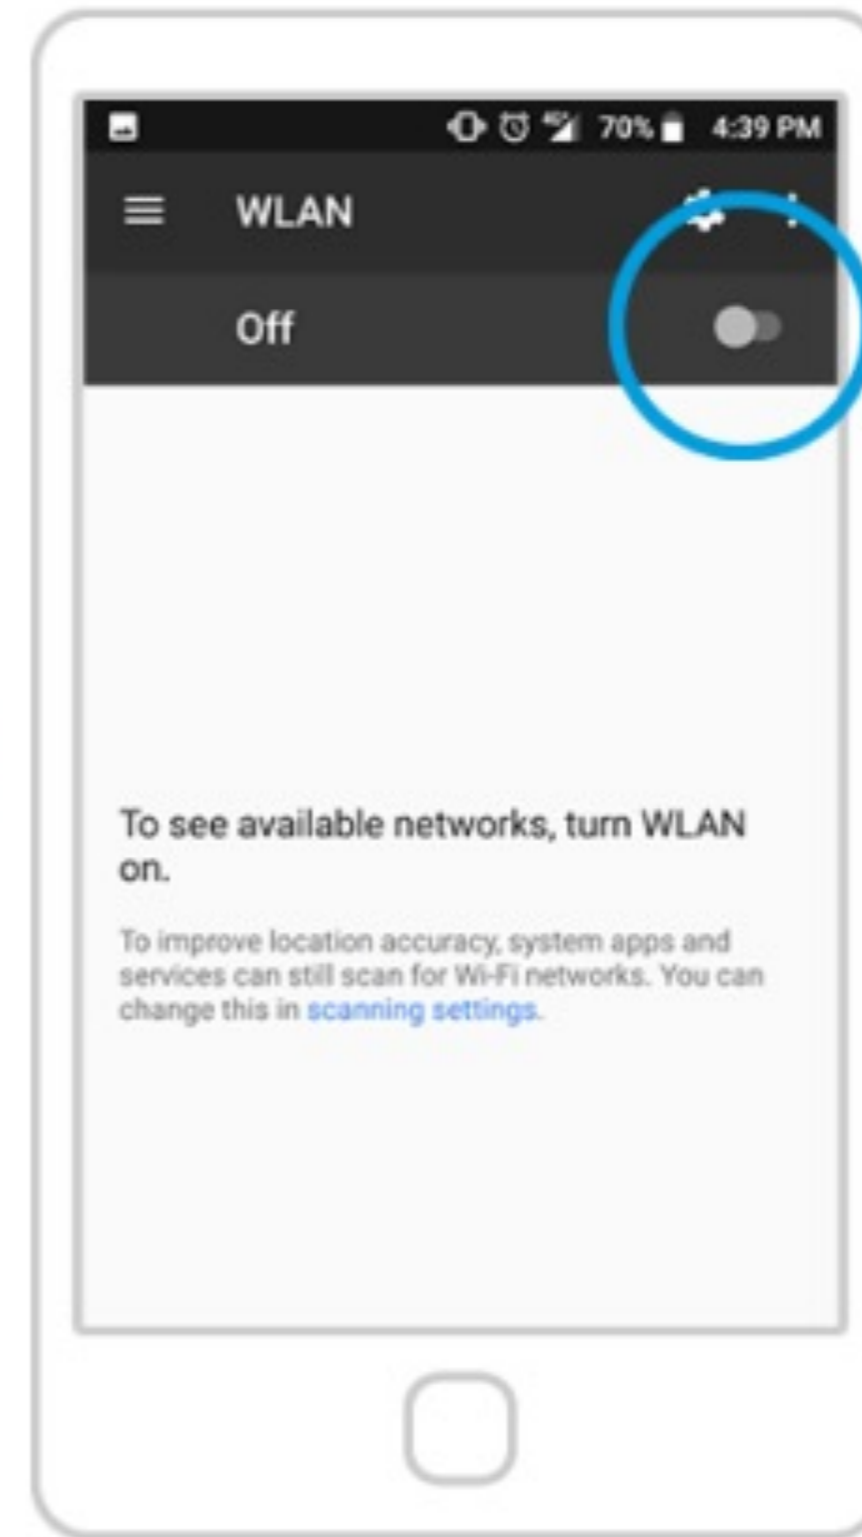 70% 4:39 PM
WLAN
Off
To see available networks, turn WLAN
on.
To improve location accuracy, system apps and
services can still scan for Wi-Fi networks. You can
change this in scanning settings.